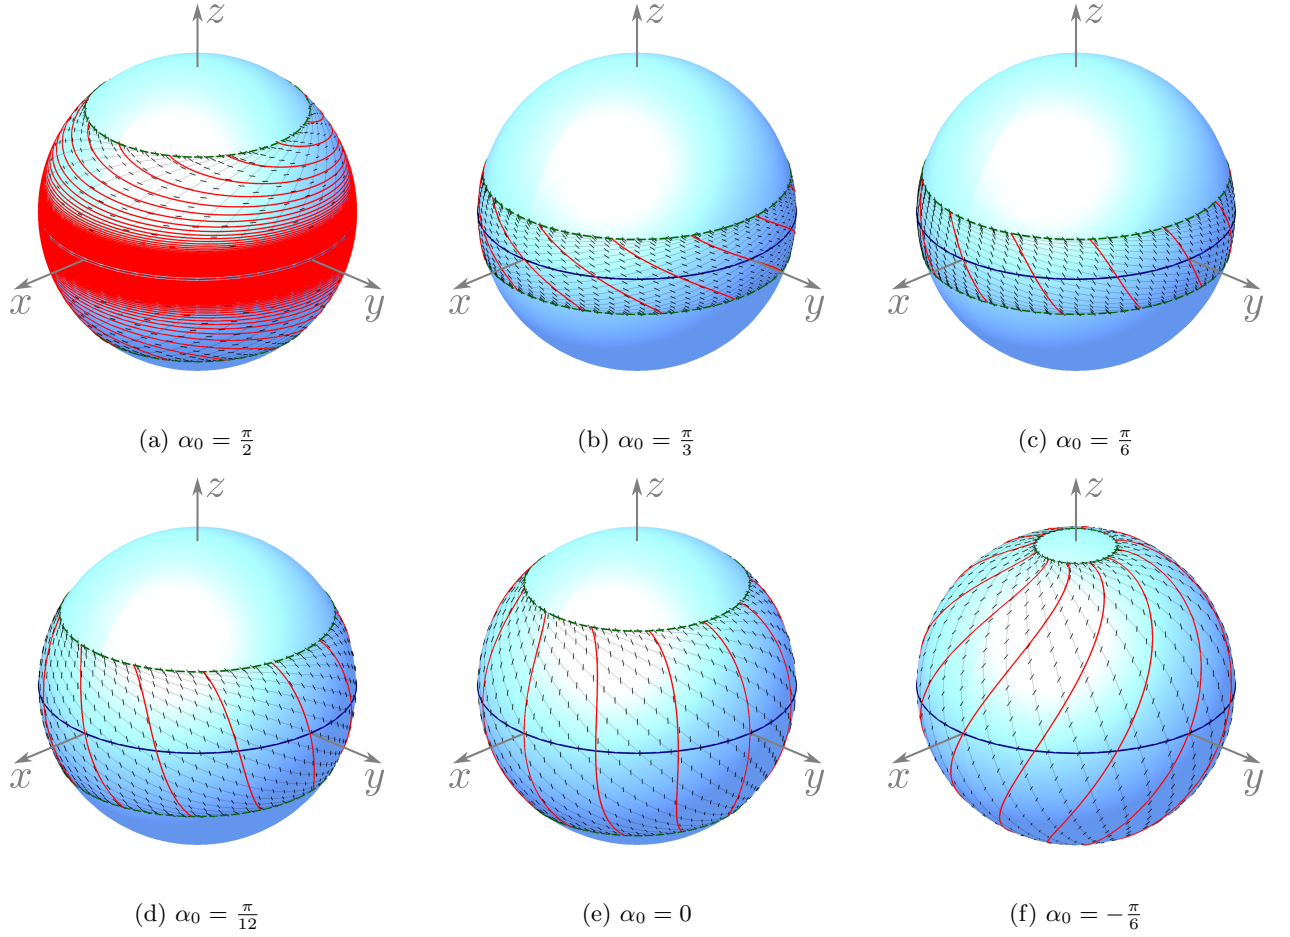 z z z
x y x y x y
(a) α₀ = π/2 (b) α₀ = π/3 (c) α₀ = π/6
z z z
x y x y x y
(d) α₀ = π/12 (e) α₀ = 0 (f) α₀ = −π/6